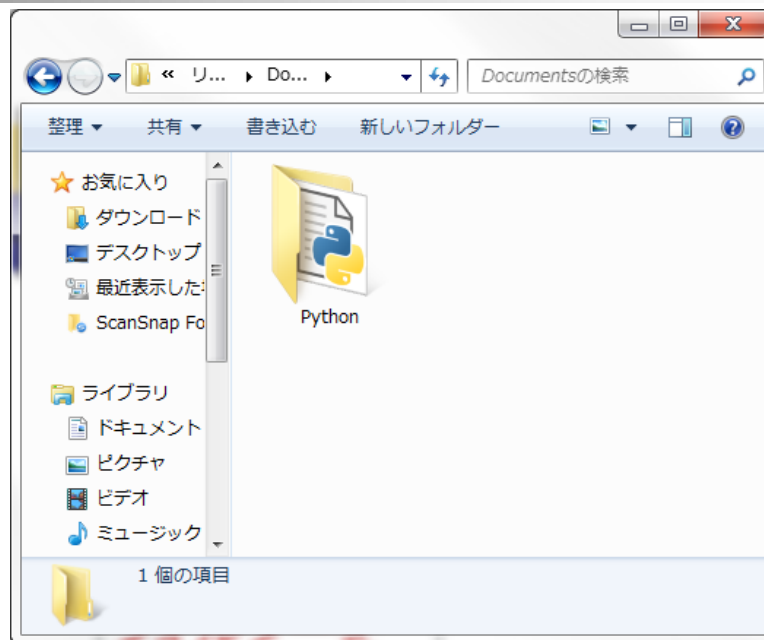 « リ... ▸ Do... ▸
Documentsの検索
整理 ▼ 共有 ▼ 書き込む 新しいフォルダー
お気に入り
ダウンロード
デスクトップ
最近表示した
ScanSnap Fo
ライブラリ
ドキュメント
ピクチャ
ビデオ
ミュージック
Python
1 個の項目